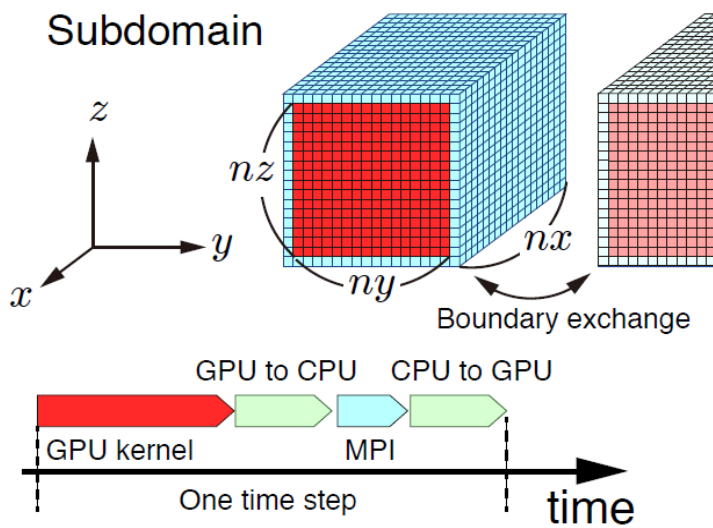 Subdomain
z
y
x
nz
ny
nx
Boundary exchange
GPU to CPU
CPU to GPU
GPU kernel
MPI
One time step
time